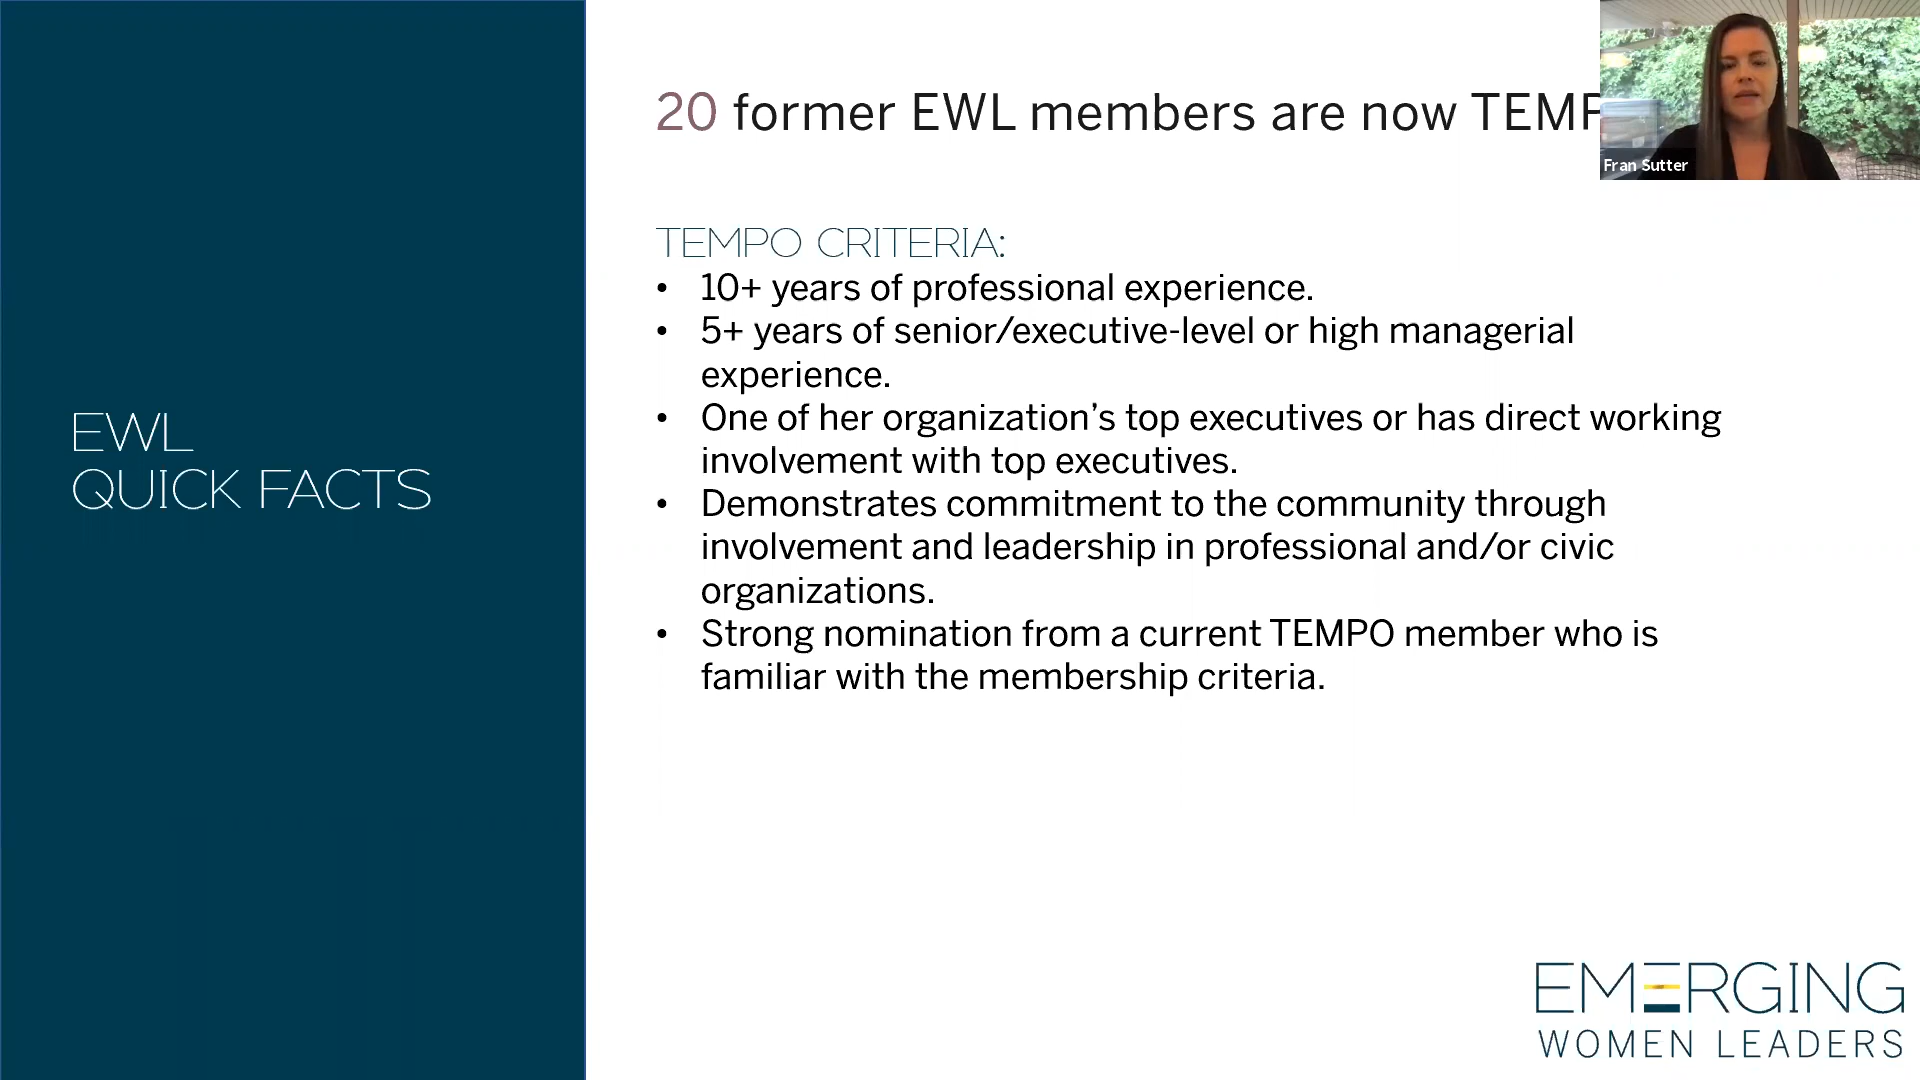 20 former EWL members are now
Fran Sutter
TEMPO CRITERIA:
• 10+ years of professional experience.
• 5+ years of senior/executive-level or high managerial
experience.
• One of her organization’s top executives or has direct working
involvement with top executives.
• Demonstrates commitment to the community through
involvement and leadership in professional and/or civic
organizations.
• Strong nomination from a current TEMPO member who is
familiar with the membership criteria.
EWL
QUICK FACTS
EMERGING
WOMEN LEADERS